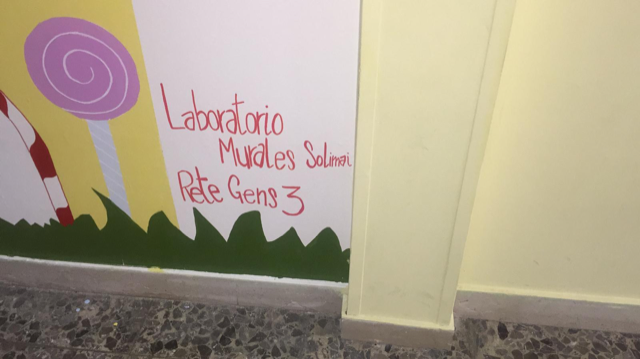 Laboratorio
Murales Solimai
Rete Gens 3